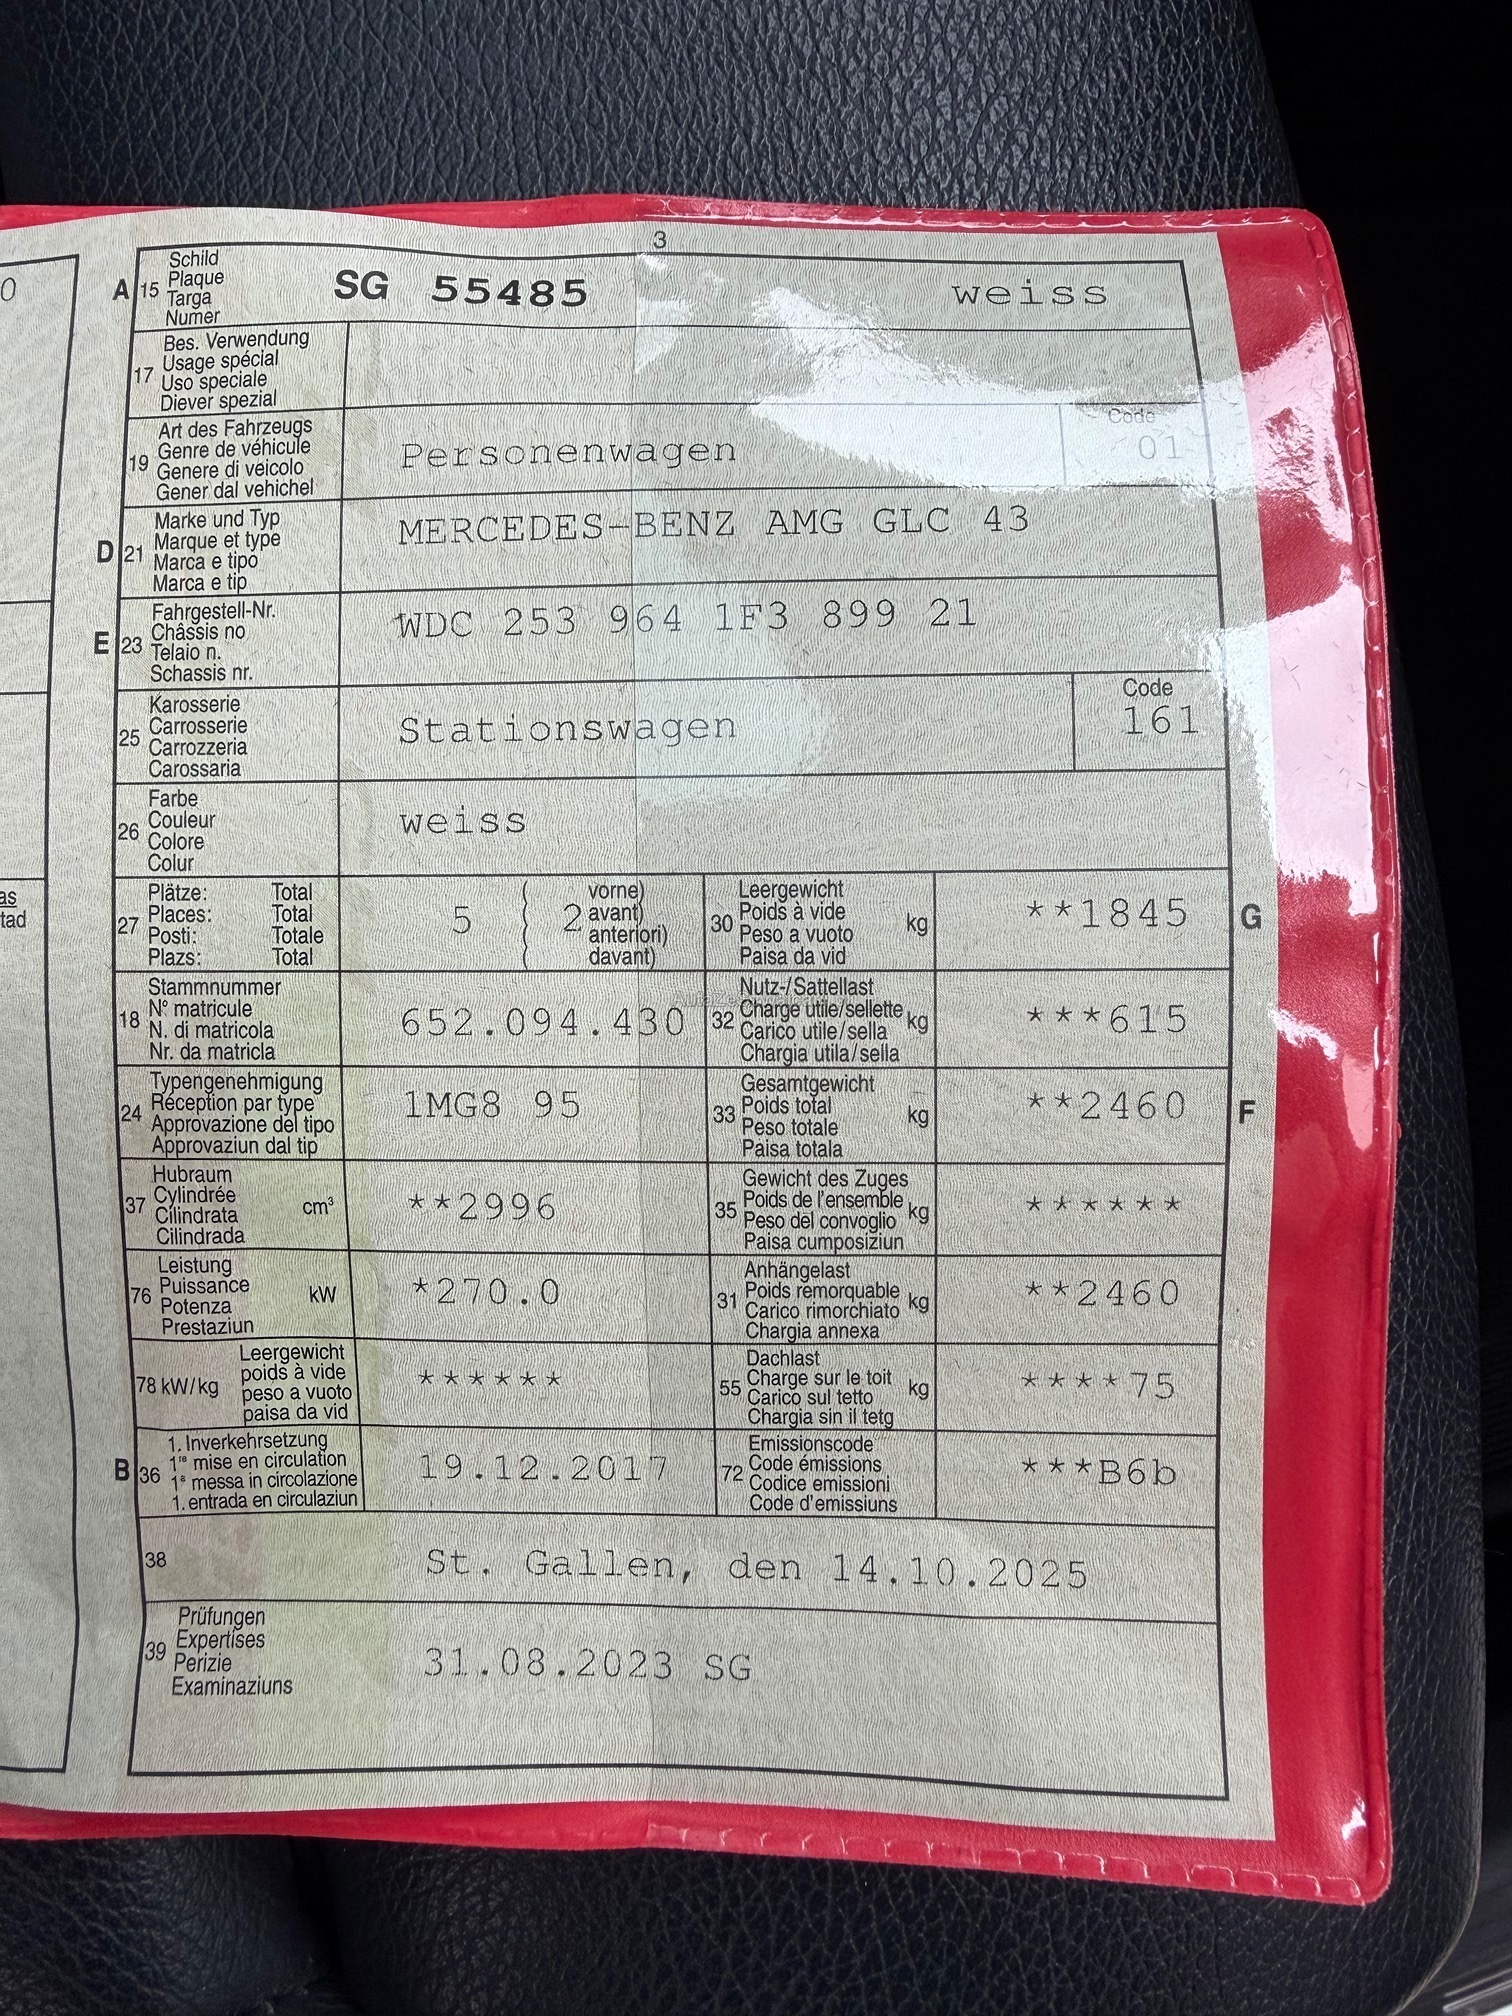 3
0
A 15 Schild
Plaque
Targa
Numer
SG 55485 weiss
17 Bes. Verwendung
Usage spécial
Uso speciale
Diever spezial
19 Art des Fahrzeugs
Genre de véhicule
Genere di veicolo
Gener dal vehichel
Personenwagen
Code
01
D 21 Marke und Typ
Marque et type
Marca e tipo
Marca e tip
MERCEDES-BENZ AMG GLC 43
E 23 Fahrgestell-Nr.
Châssis no
Telaio n.
Schassis nr.
WDC 253 964 1F3 899 21
25 Karosserie
Carrosserie
Carrozzeria
Carossaria
Stationswagen
Code
161
26 Farbe
Couleur
Colore
Colur
weiss
as
tad
27 Plätze: Total
Places: Total
Posti: Totale
Plazs: Total
5 ( 2 vorne)
( avant)
( anteriori)
( davant)
30 Leergewicht
Poids à vide
Peso a vuoto
Paisa da vid
kg
**1845 G
18 Stammnummer
N° matricule
N. di matricola
Nr. da matricla
652.094.430
32 Nutz-/Sattellast
Charge utile/sellette
Carico utile/sella
Chargia utila/sella
kg
***615
24 Typengenehmigung
Réception par type
Approvazione del tipo
Approvaziun dal tip
1MG8 95
33 Gesamtgewicht
Poids total
Peso totale
Paisa totala
kg
**2460 F
37 Hubraum
Cylindrée
Cilindrata
Cilindrada
cm³
**2996
35 Gewicht des Zuges
Poids de l'ensemble
Peso del convoglio
Paisa cumposiziun
kg
******
76 Leistung
Puissance
Potenza
Prestaziun
kW
*270.0
31 Anhängelast
Poids remorquable
Carico rimorchiato
Chargia annexa
kg
**2460
78 kW/kg Leergewicht
poids à vide
peso a vuoto
paisa da vid
******
55 Dachlast
Charge sur le toit
Carico sul tetto
Chargia sin il tetg
kg
****75
B 36 1. Inverkehrsetzung
1re mise en circulation
1a messa in circolazione
1. entrada en circulaziun
19.12.2017
72 Emissionscode
Code émissions
Codice emissioni
Code d'emissiuns
***B6b
38 St. Gallen, den 14.10.2025
39 Prüfungen
Expertises
Perizie
Examinaziuns
31.08.2023 SG